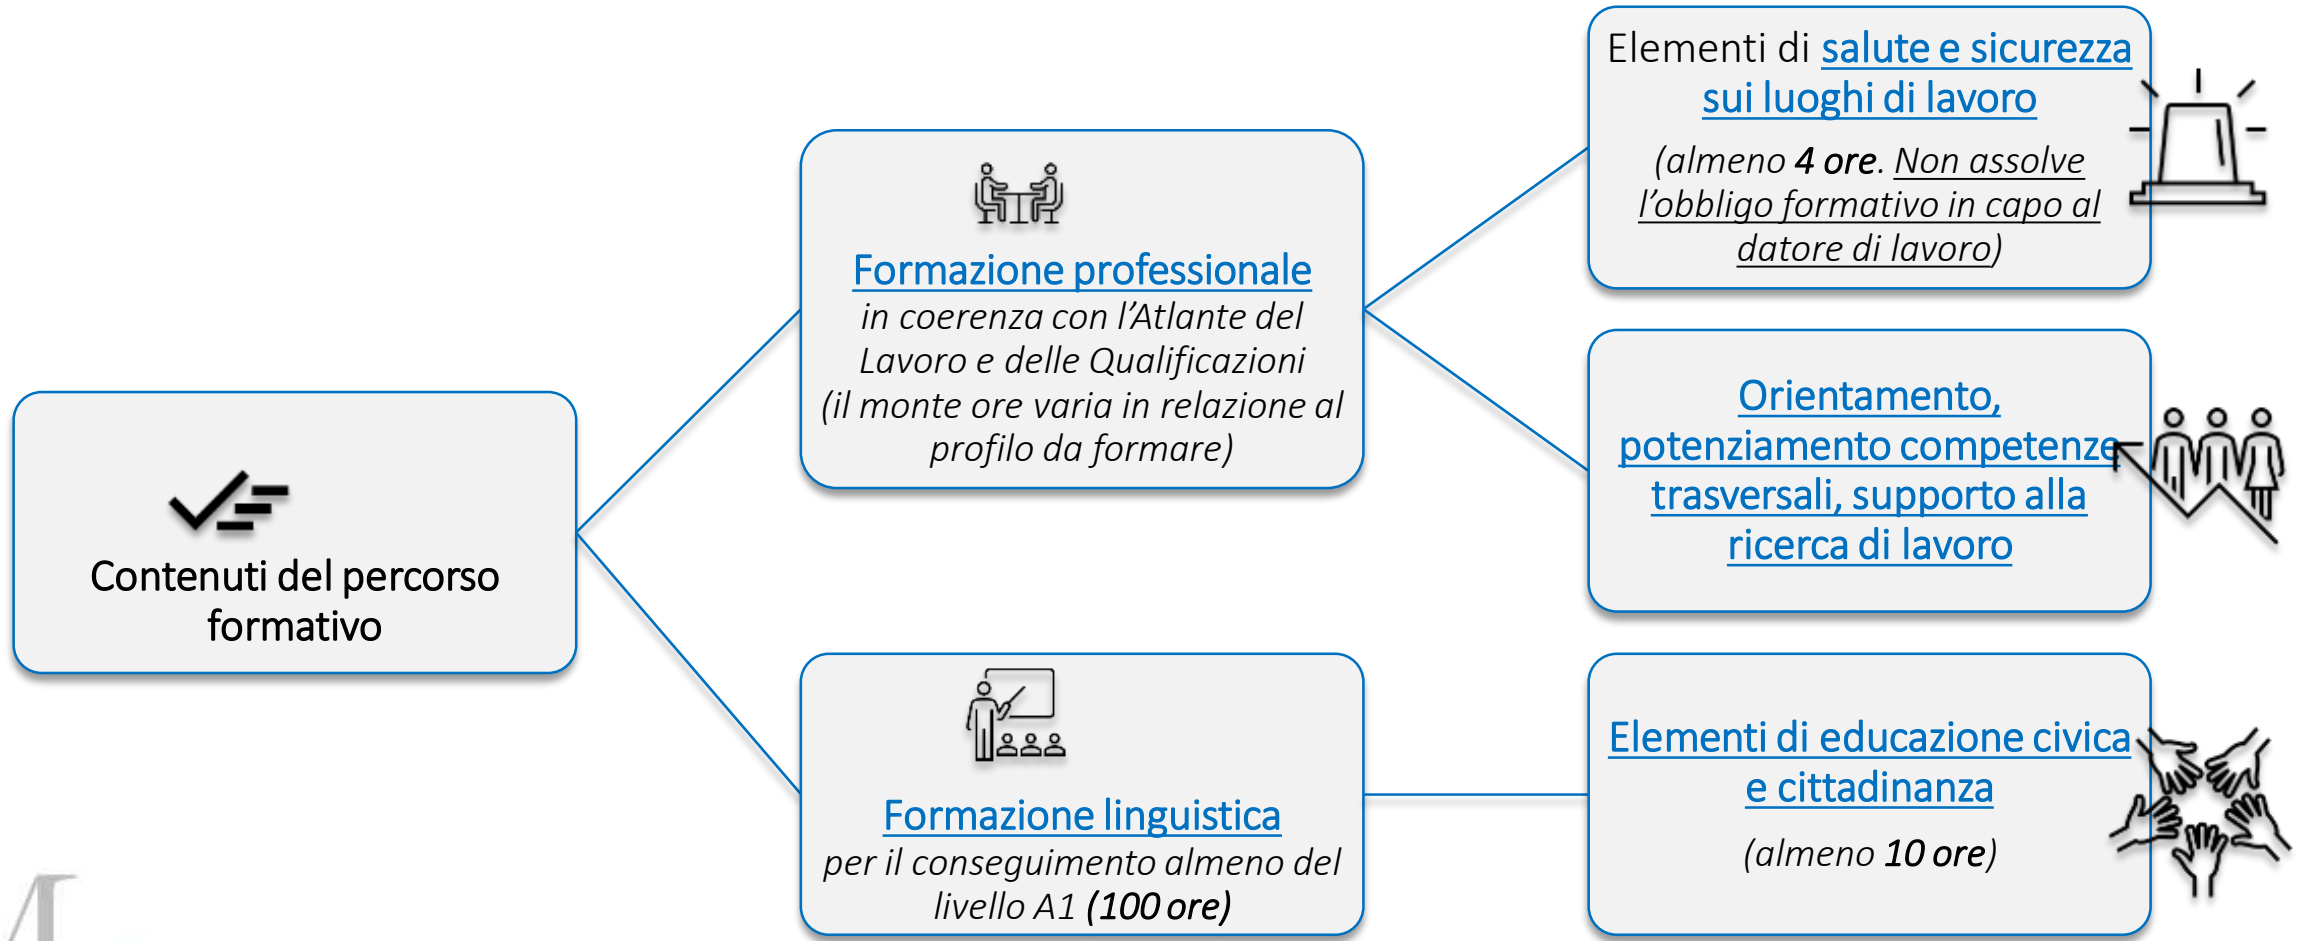 Contenuti del percorso
formativo
Formazione professionale
in coerenza con l’Atlante del
Lavoro e delle Qualificazioni
(il monte ore varia in relazione al
profilo da formare)
Elementi di salute e sicurezza
sui luoghi di lavoro
(almeno 4 ore. Non assolve
l’obbligo formativo in capo al
datore di lavoro)
Orientamento,
potenziamento competenze
trasversali, supporto alla
ricerca di lavoro
Formazione linguistica
per il conseguimento almeno del
livello A1 (100 ore)
Elementi di educazione civica
e cittadinanza
(almeno 10 ore)